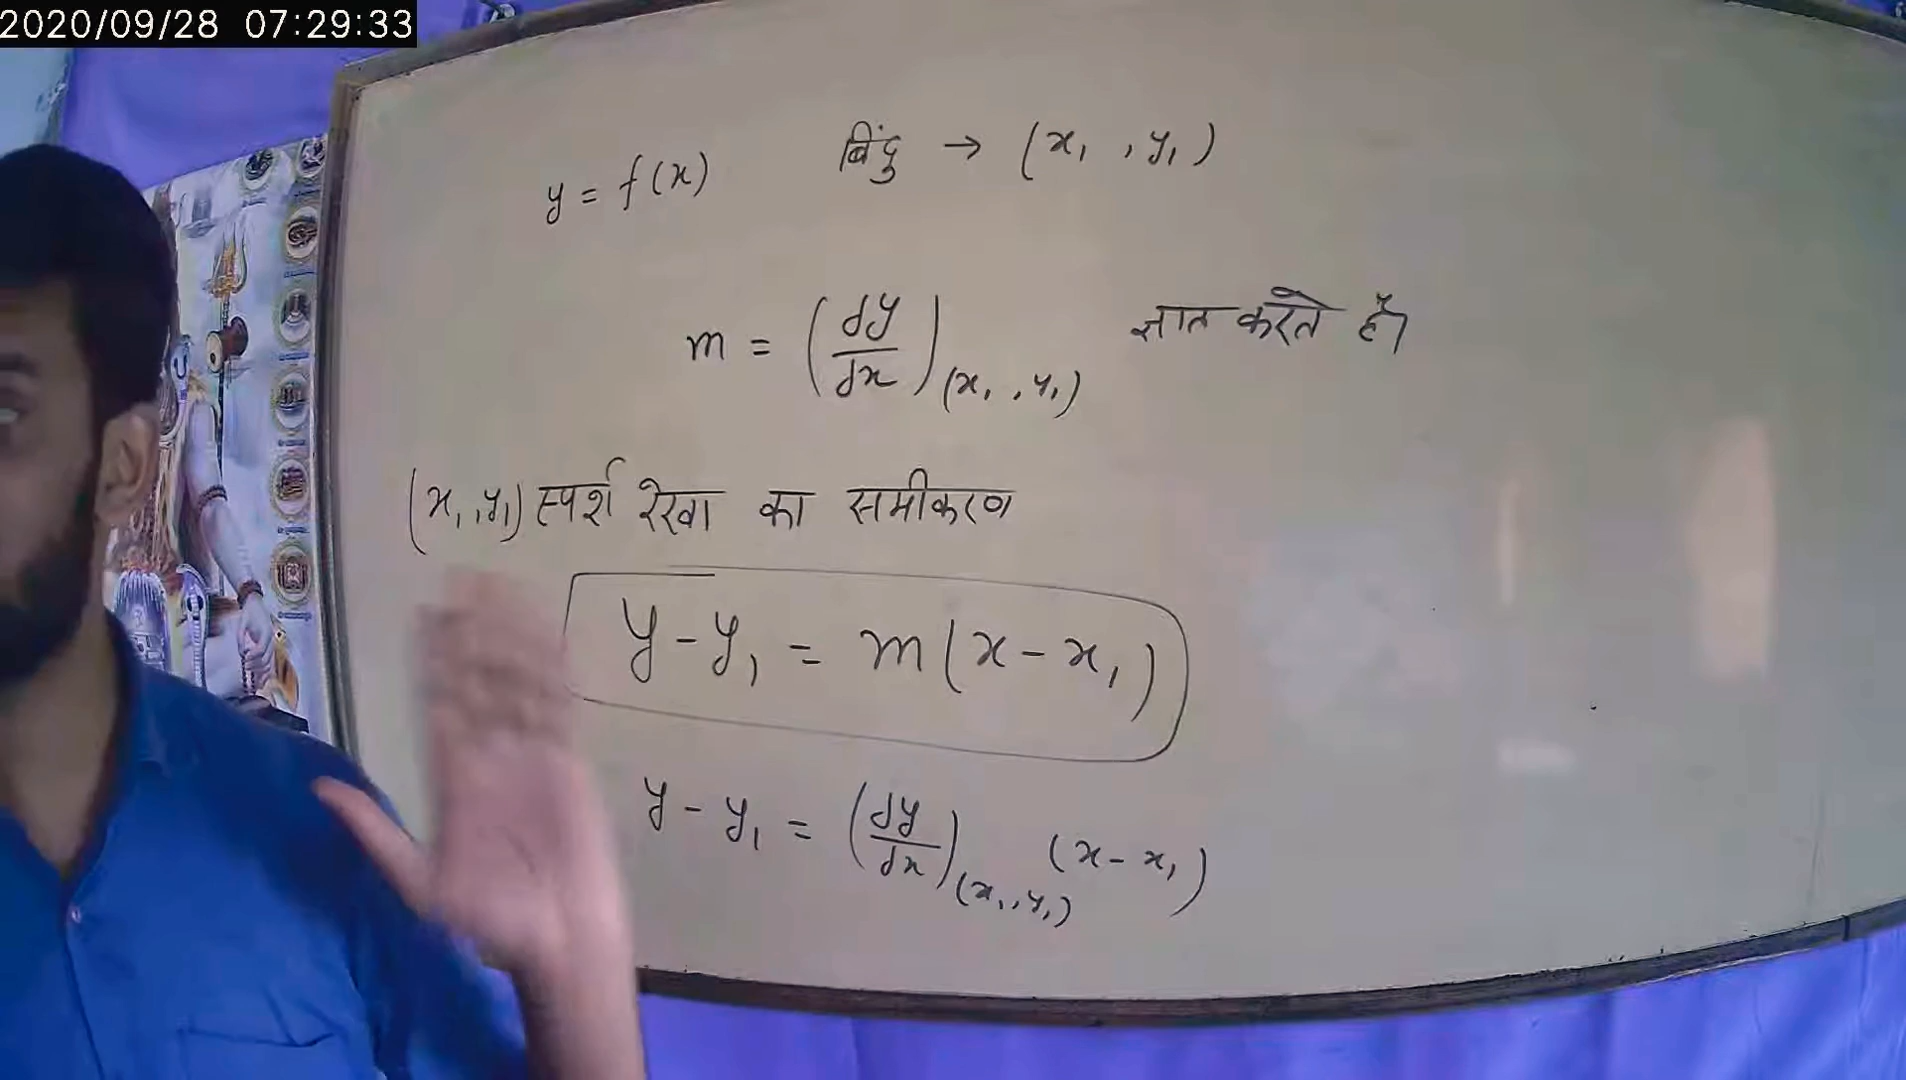 2020/09/28 07:29:33
y = f(x) बिंदु → (x₁ , y₁)
m = (dy/dx)(x₁ , y₁) ज्ञात करते हैं।
(x₁ , y₁) स्पर्श रेखा का समीकरण
y - y₁ = m(x - x₁)
y - y₁ = (dy/dx)(x₁ , y₁) (x - x₁)